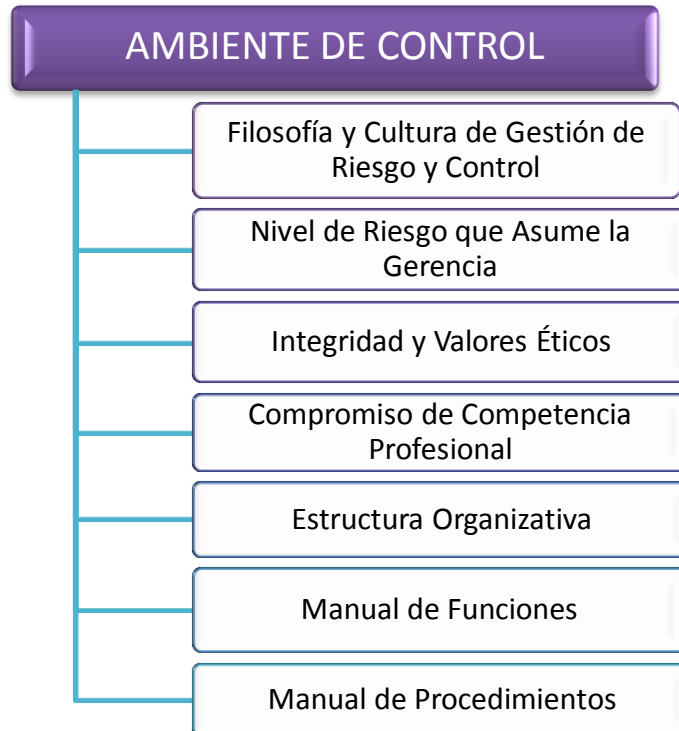 AMBIENTE DE CONTROL
Filosofía y Cultura de Gestión de
Riesgo y Control
Nivel de Riesgo que Asume la
Gerencia
Integridad y Valores Éticos
Compromiso de Competencia
Profesional
Estructura Organizativa
Manual de Funciones
Manual de Procedimientos